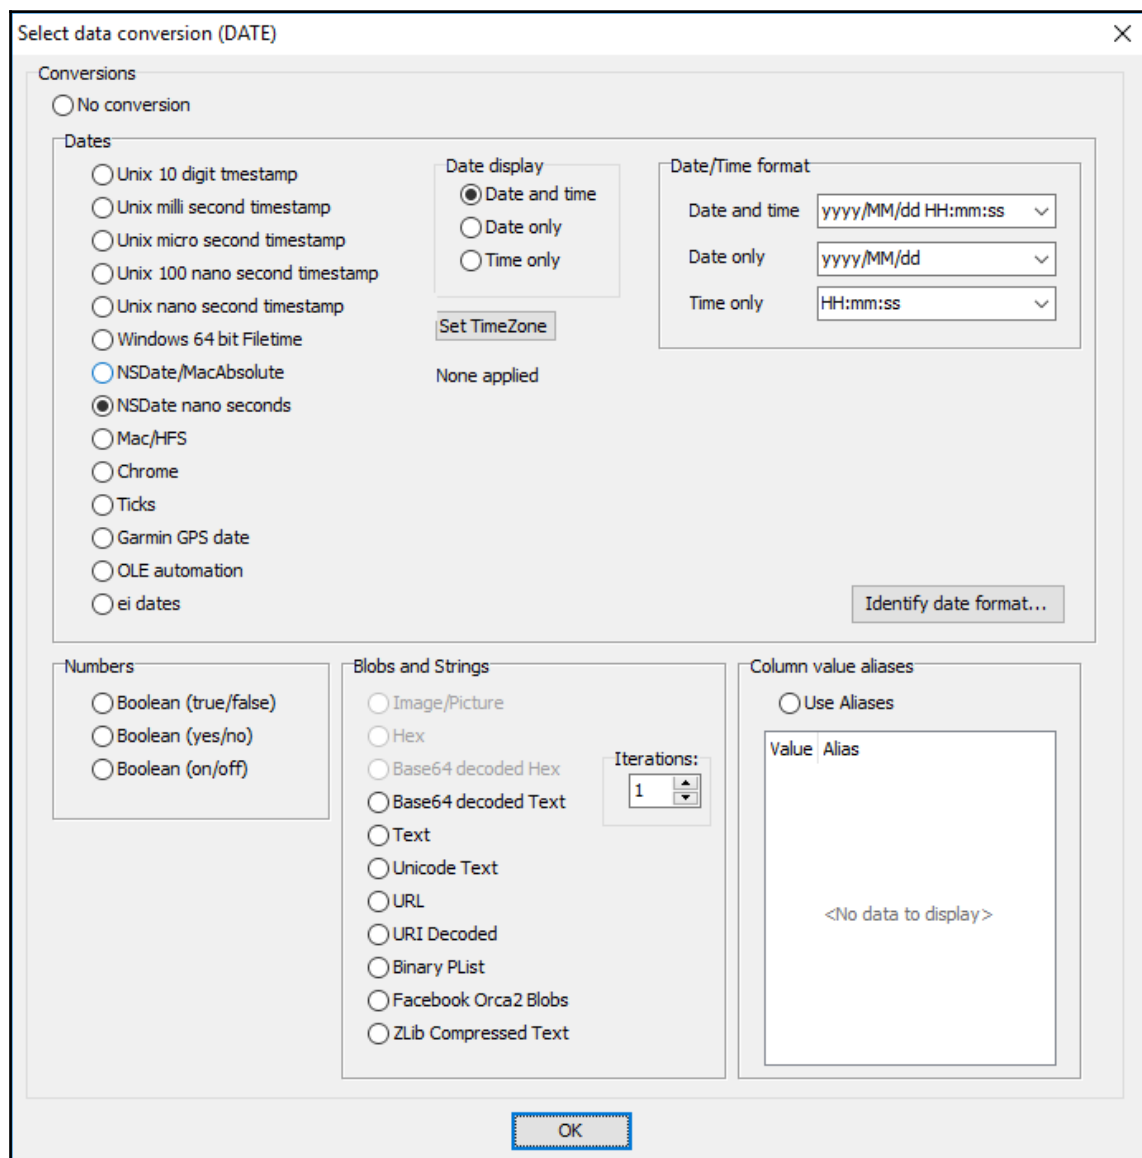 Select data conversion (DATE)
Conversions
No conversion
Dates
Unix 10 digit tmestamp
Unix milli second timestamp
Unix micro second timestamp
Unix 100 nano second timestamp
Unix nano second timestamp
Windows 64 bit Filetime
NSDate/MacAbsolute
NSDate nano seconds
Mac/HFS
Chrome
Ticks
Garmin GPS date
OLE automation
ei dates
Date display
Date and time
Date only
Time only
Set TimeZone
None applied
Date/Time format
Date and time yyyy/MM/dd HH:mm:ss
Date only yyyy/MM/dd
Time only HH:mm:ss
Identify date format...
Numbers
Boolean (true/false)
Boolean (yes/no)
Boolean (on/off)
Blobs and Strings
Image/Picture
Hex
Base64 decoded Hex
Base64 decoded Text
Text
Unicode Text
URL
URI Decoded
Binary PList
Facebook Orca2 Blobs
ZLib Compressed Text
Iterations:
1
Column value aliases
Use Aliases
Value Alias
<No data to display>
OK